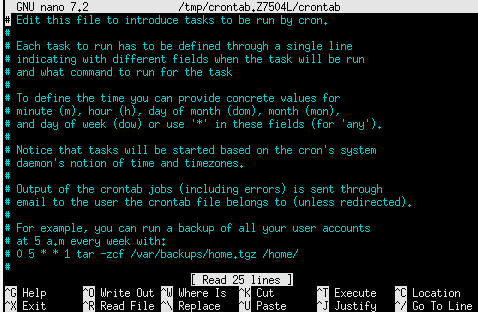 GNU nano 7.2 /tmp/crontab.Z7504L/crontab
# Edit this file to introduce tasks to be run by cron.
#
# Each task to run has to be defined through a single line
# indicating with different fields when the task will be run
# and what command to run for the task
#
# To define the time you can provide concrete values for
# minute (m), hour (h), day of month (dom), month (mon),
# and day of week (dow) or use '*' in these fields (for 'any').
#
# Notice that tasks will be started based on the cron's system
# daemon's notion of time and timezones.
#
# Output of the crontab jobs (including errors) is sent through
# email to the user the crontab file belongs to (unless redirected).
#
# For example, you can run a backup of all your user accounts
# at 5 a.m every week with:
# 0 5 * * 1 tar -zcf /var/backups/home.tgz /home/
#
[ Read 25 lines ]
^G Help ^O Write Out ^W Where Is ^K Cut ^T Execute ^C Location
^X Exit ^R Read File ^\ Replace ^U Paste ^J Justify ^/ Go To Line